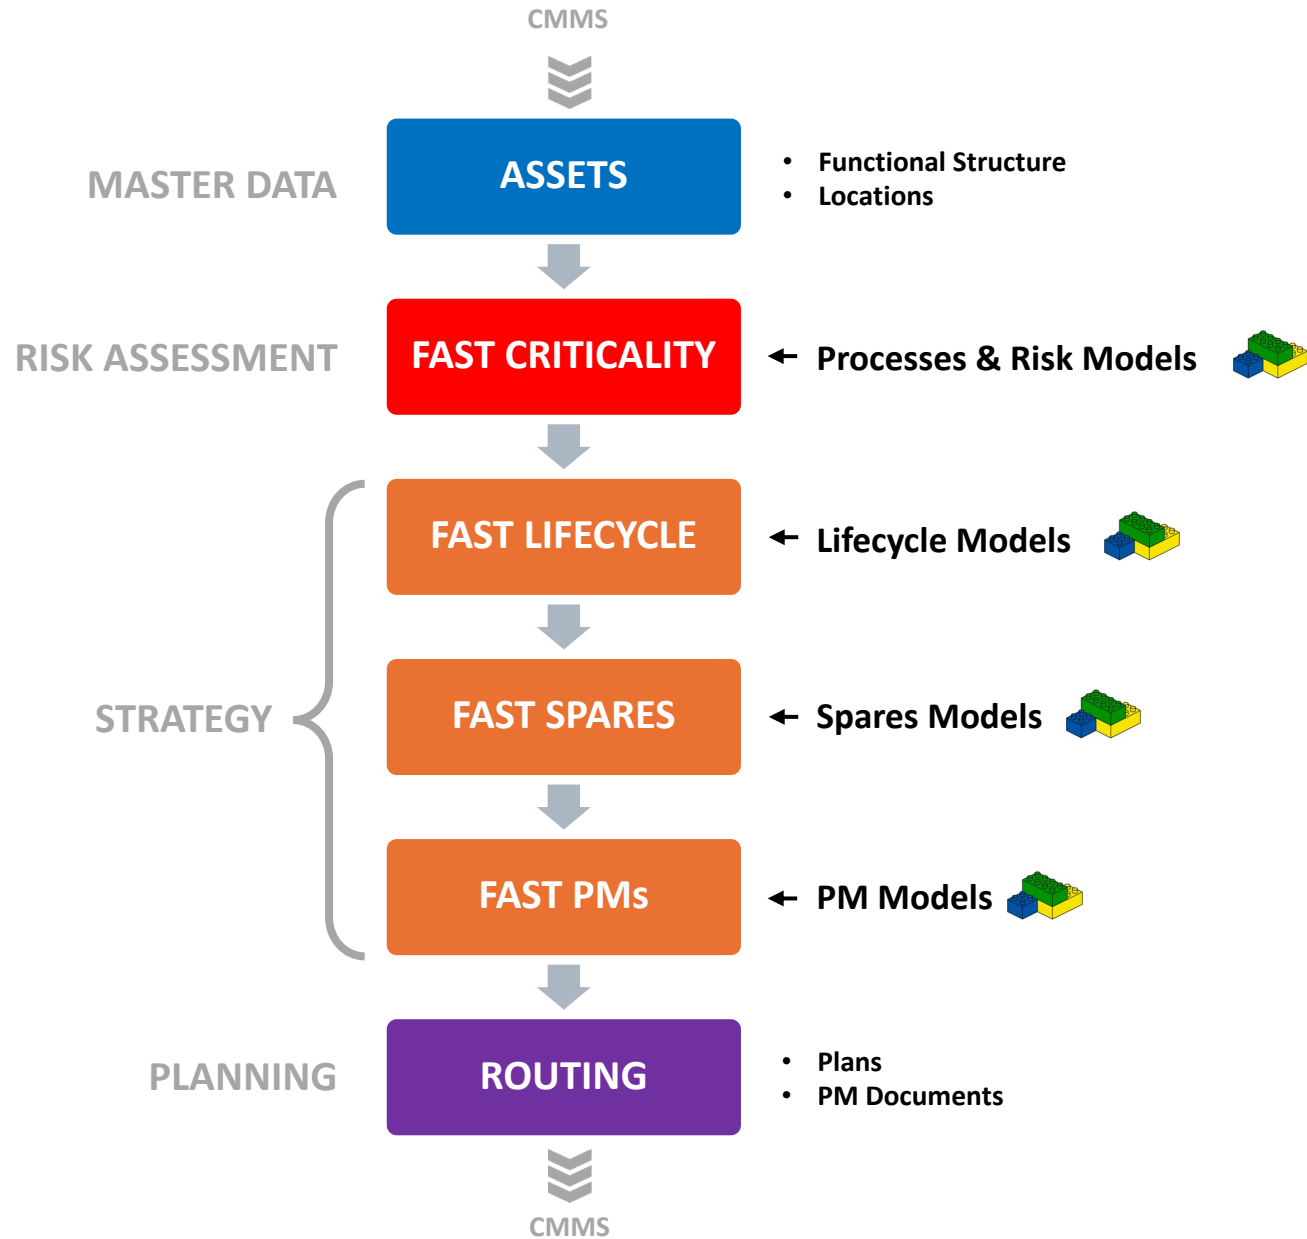 CMMS
MASTER DATA
ASSETS
• Functional Structure
• Locations
RISK ASSESSMENT
FAST CRITICALITY
Processes & Risk Models
FAST LIFECYCLE
Lifecycle Models
STRATEGY
FAST SPARES
Spares Models
FAST PMs
PM Models
PLANNING
ROUTING
• Plans
• PM Documents
CMMS